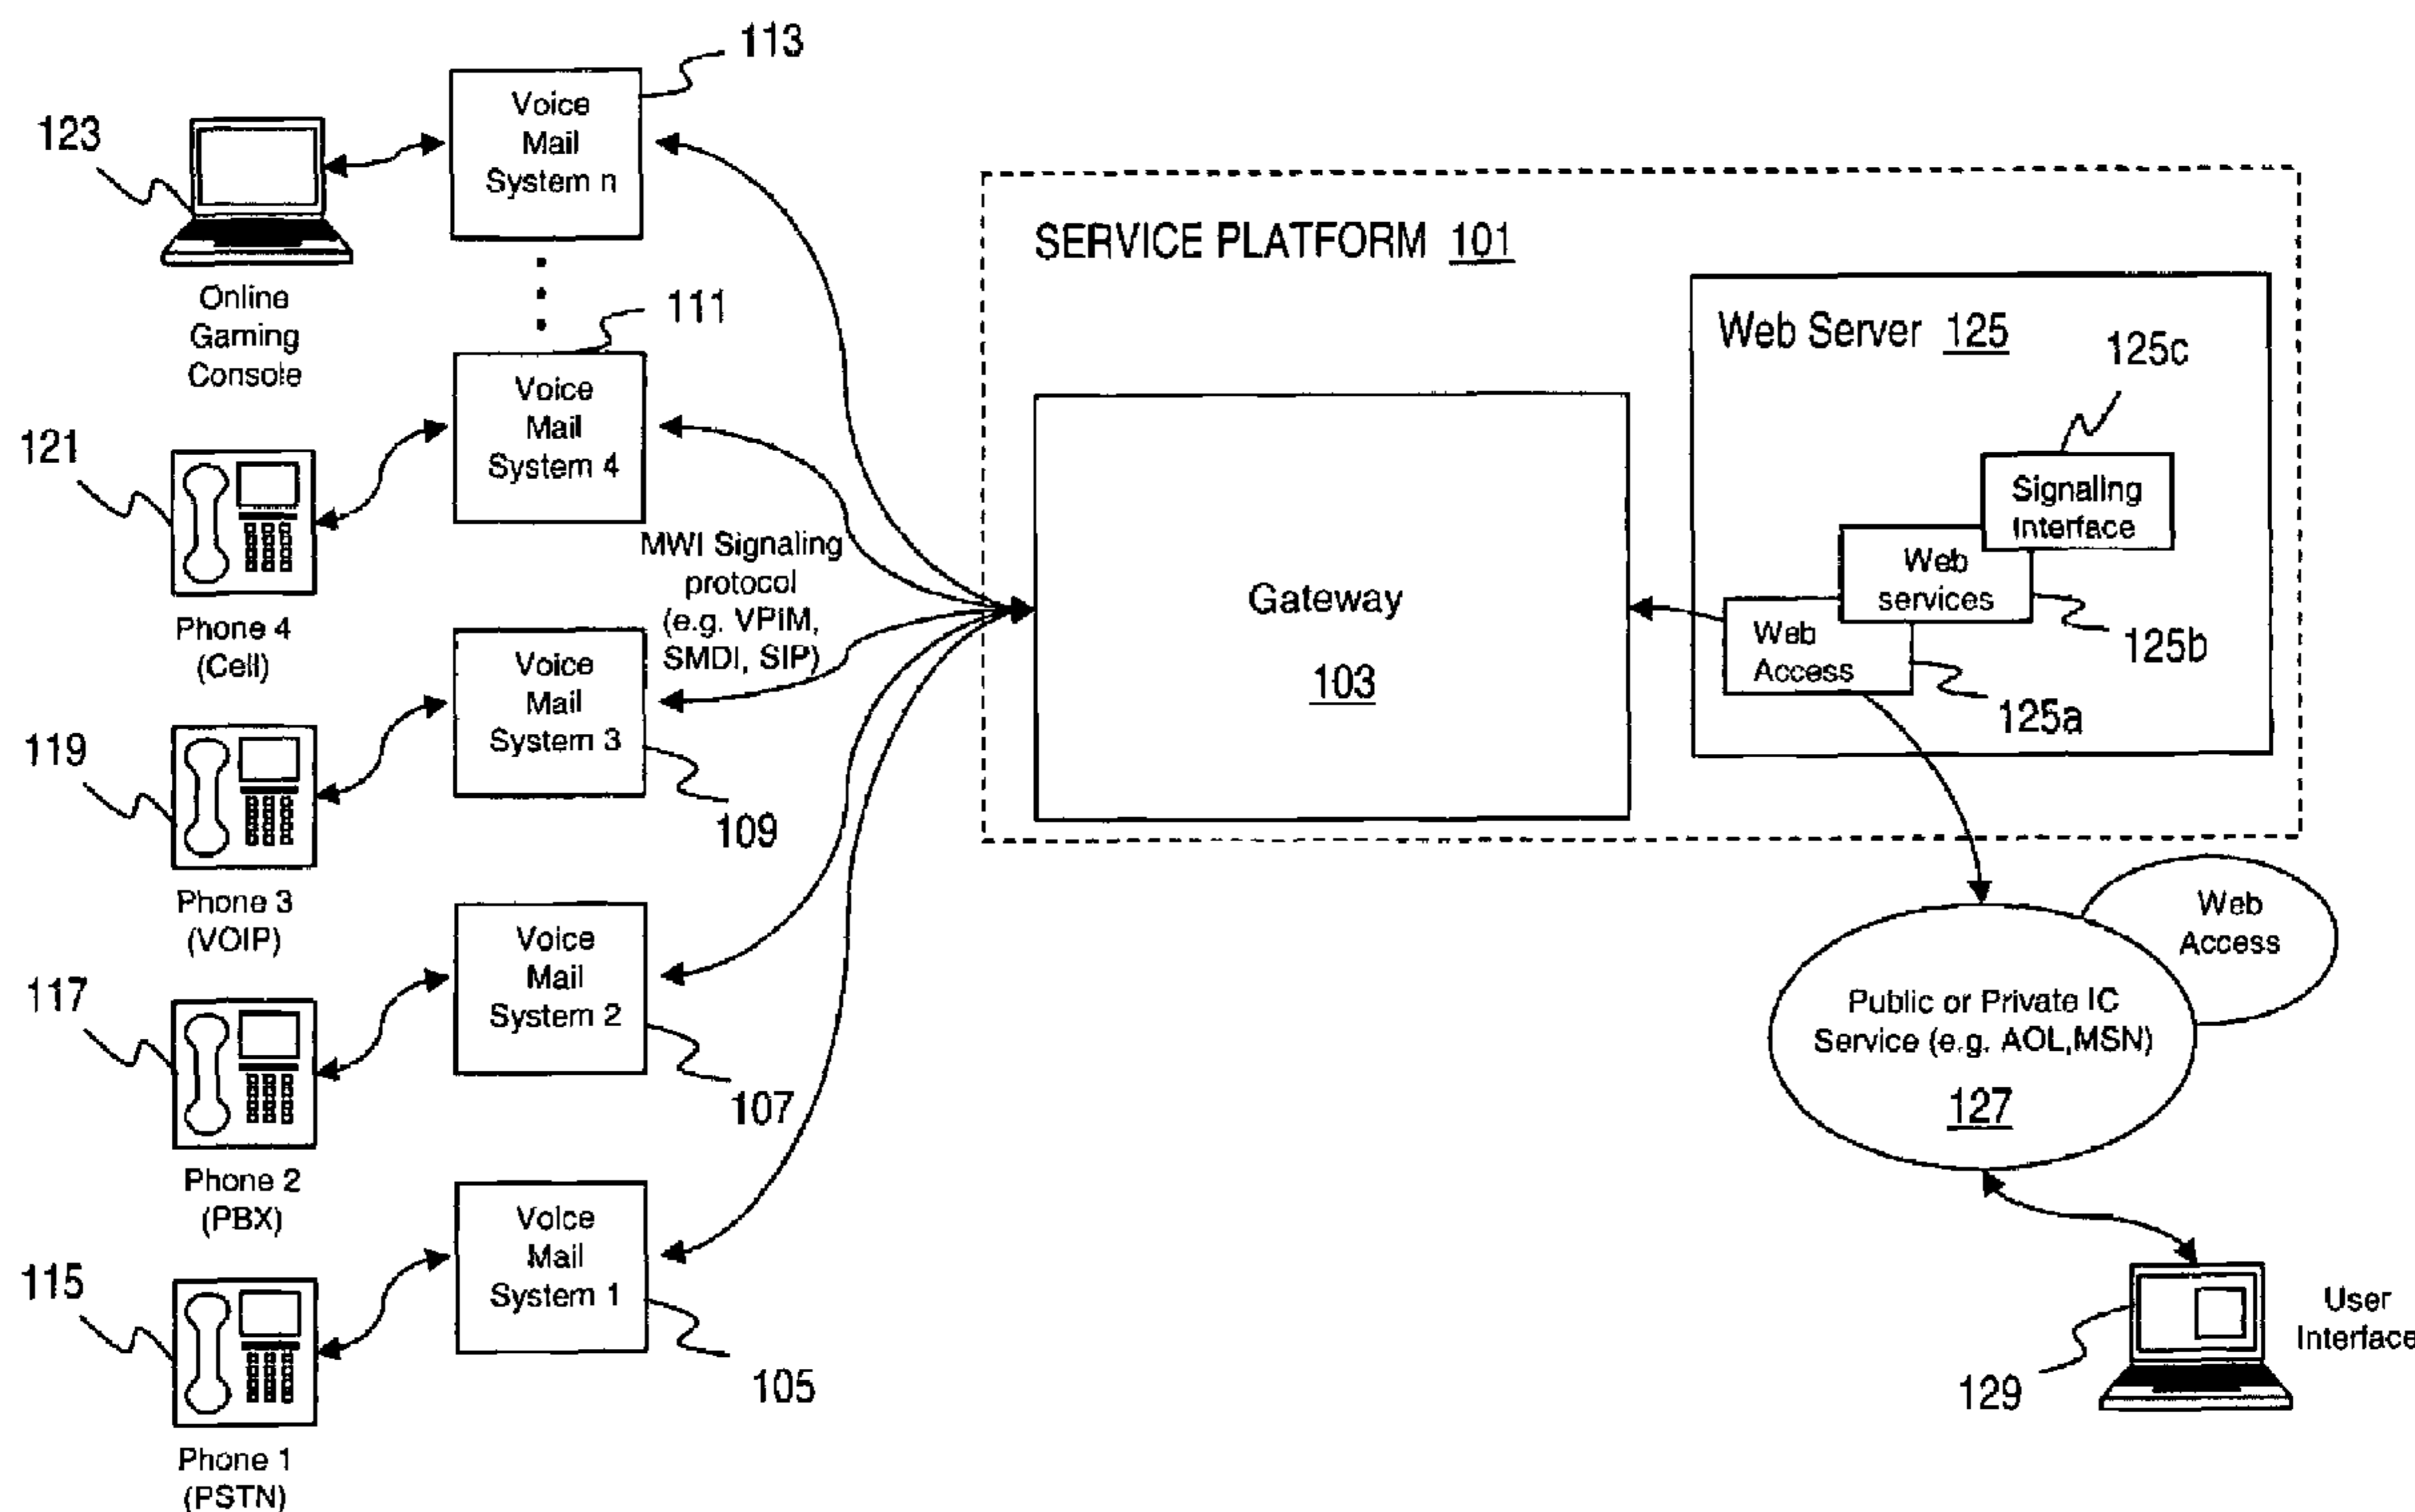 113
Voice
Mail
System n
123
Online
Gaming
Console
SERVICE PLATFORM 101
Web Server 125
125c
111
Voice
Mail
System 4
121
Signaling
Interface
MWI Signaling
protocol
(e.g. VPIM,
SMDI, SIP)
Web
services
125b
Gateway
103
Web
Access
125a
Phone 4
(Cell)
Voice
Mail
System 3
119
109
Phone 3
(VOIP)
Voice
Mail
System 2
117
107
Web
Access
Public or Private IC
Service (e.g. AOL,MSN)
127
Phone 2
(PBX)
Voice
Mail
System 1
115
105
129
User
Interface
Phone 1
(PSTN)